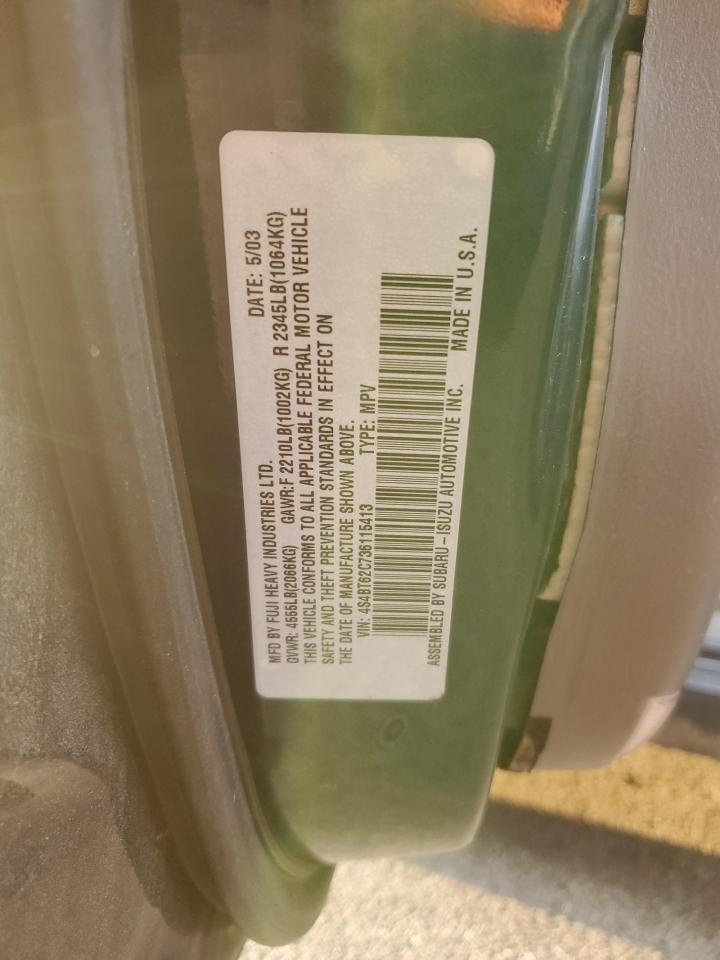 MFD BY FUJI HEAVY INDUSTRIES LTD. DATE: 5/03
GVWR: 4555LB(2066KG) GAWR:F 2210LB(1002KG) R 2345LB(1064KG)
THIS VEHICLE CONFORMS TO ALL APPLICABLE FEDERAL MOTOR VEHICLE
SAFETY AND THEFT PREVENTION STANDARDS IN EFFECT ON
THE DATE OF MANUFACTURE SHOWN ABOVE.
VIN: 4S4BT62C736115413 TYPE: MPV
ASSEMBLED BY SUBARU-ISUZU AUTOMOTIVE INC. MADE IN U.S.A.